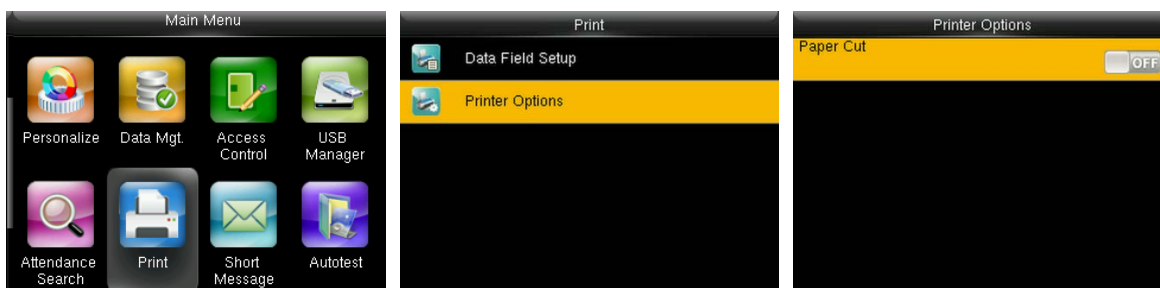 Main Menu
Personalize
Data Mgt.
Access
Control
USB
Manager
Attendance
Search
Print
Short
Message
Autotest
Print
Data Field Setup
Printer Options
Printer Options
Paper Cut
OFF